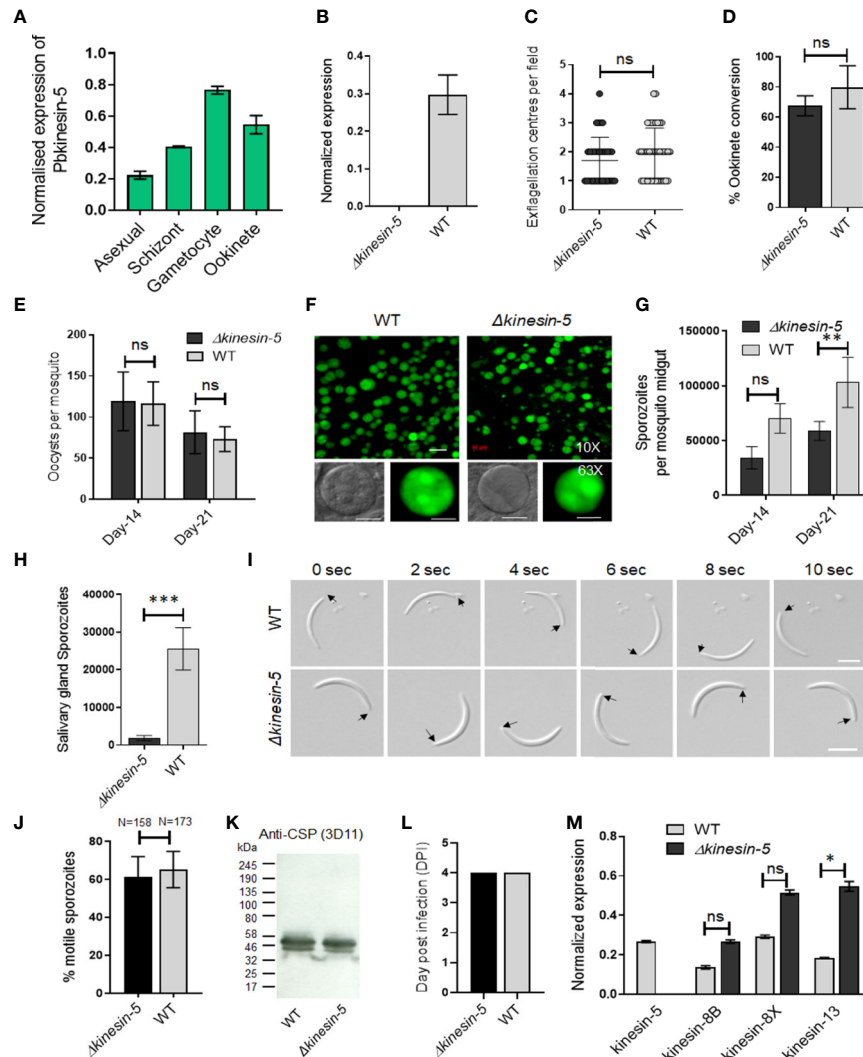 A
Normalised expression of
Pbkinesin-5
1.0
0.8
0.6
0.4
0.2
0.0
Asexual
Schizont
Gametocyte
Ookinete
B
Normalized expression
0.4
0.3
0.2
0.1
0.0
Δkinesin-5
WT
C
Exflagellation centres per field
ns
5
4
3
2
1
0
Δkinesin-5
WT
D
% Ookinete conversion
ns
100
80
60
40
20
0
Δkinesin-5
WT
E
Oocysts per mosquito
Δkinesin-5
WT
ns
ns
200
150
100
50
0
Day-14
Day-21
F
WT
Δkinesin-5
10X
63X
G
Sporozoites
per mosquito midgut
Δkinesin-5
WT
ns
**
150000
100000
50000
0
Day-14
Day-21
H
Salivary gland Sporozoites
***
40000
30000
20000
10000
0
Δkinesin-5
WT
I
0 sec
2 sec
4 sec
6 sec
8 sec
10 sec
WT
Δkinesin-5
J
% motile sporozoites
N=158
N=173
80
60
40
20
0
Δkinesin-5
WT
K
Anti-CSP (3D11)
kDa
245
190
135
100
80
58
46
32
25
17
WT
Δkinesin-5
L
Day post infection (DPI)
5
4
3
2
1
0
Δkinesin-5
WT
M
Normalized expression
WT
Δkinesin-5
ns
ns
*
0.8
0.6
0.4
0.2
0.0
kinesin-5
kinesin-8B
kinesin-8X
kinesin-13